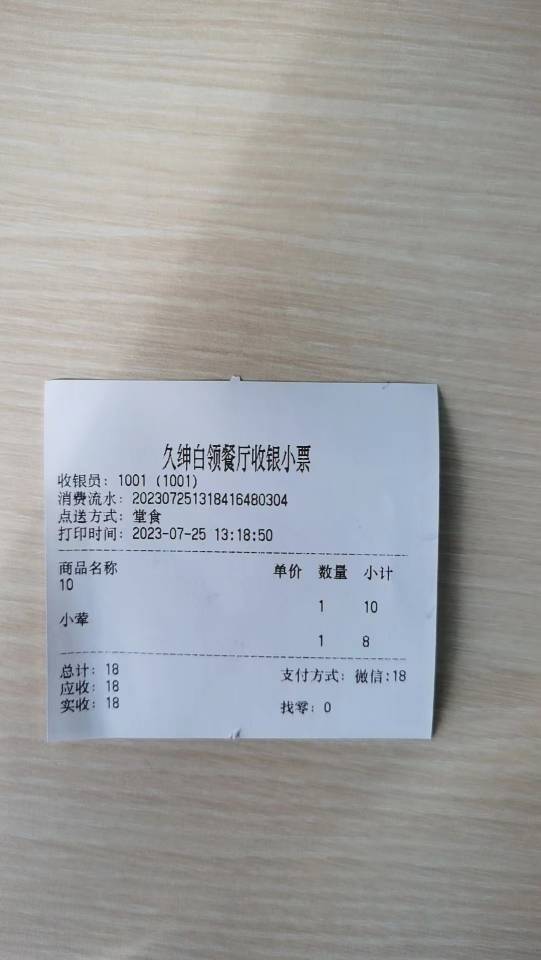 久绅白领餐厅收银小票
收银员: 1001 (1001)
消费流水: 202307251318416480304
点送方式: 堂食
打印时间: 2023-07-25 13:18:50
商品名称 单价 数量 小计
10
1 10
小荤
1 8
总计: 18 支付方式: 微信:18
应收: 18
实收: 18 找零: 0